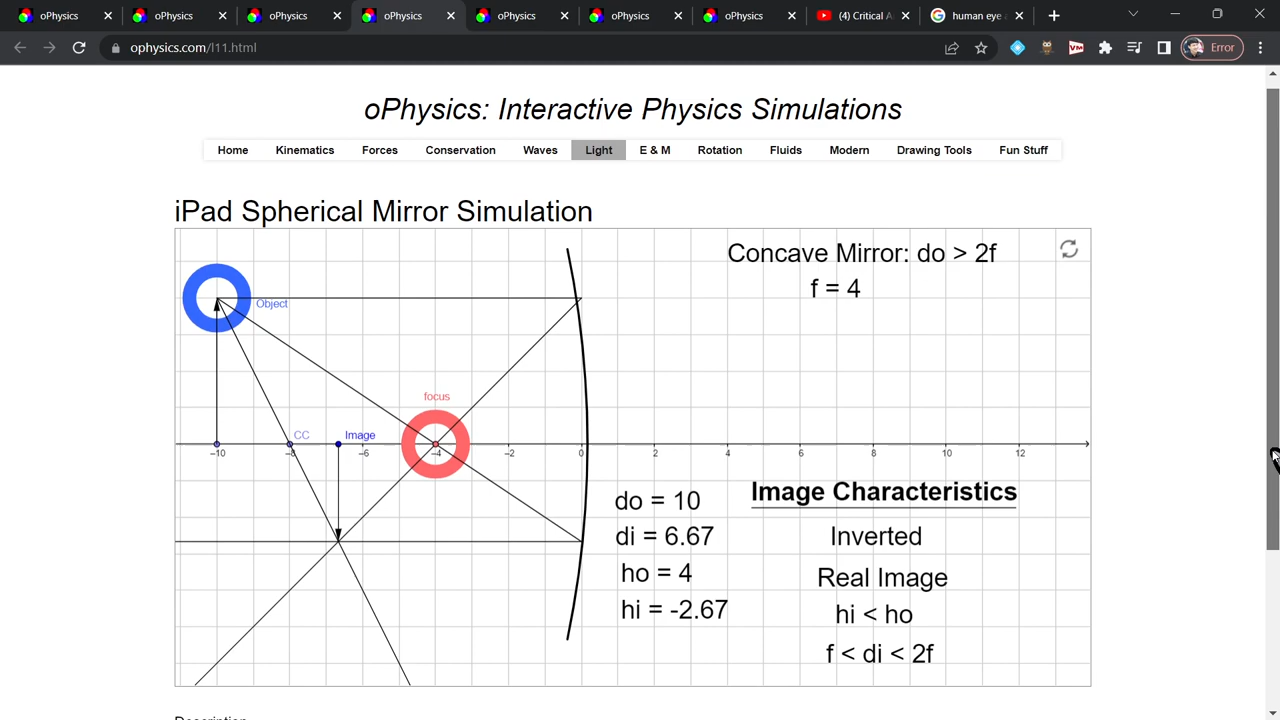 oPhysics
oPhysics
oPhysics
oPhysics
oPhysics
oPhysics
oPhysics
(4) Critical A
human eye
ophysics.com/l11.html
Error
oPhysics: Interactive Physics Simulations
Home Kinematics Forces Conservation Waves Light E & M Rotation Fluids Modern Drawing Tools Fun Stuff
iPad Spherical Mirror Simulation
Concave Mirror: do > 2f
f = 4
Object
focus
CC
Image
-10 -8 -6 -4 -2 0 2 4 6 8 10 12
do = 10
di = 6.67
ho = 4
hi = -2.67
Image Characteristics
Inverted
Real Image
hi < ho
f < di < 2f